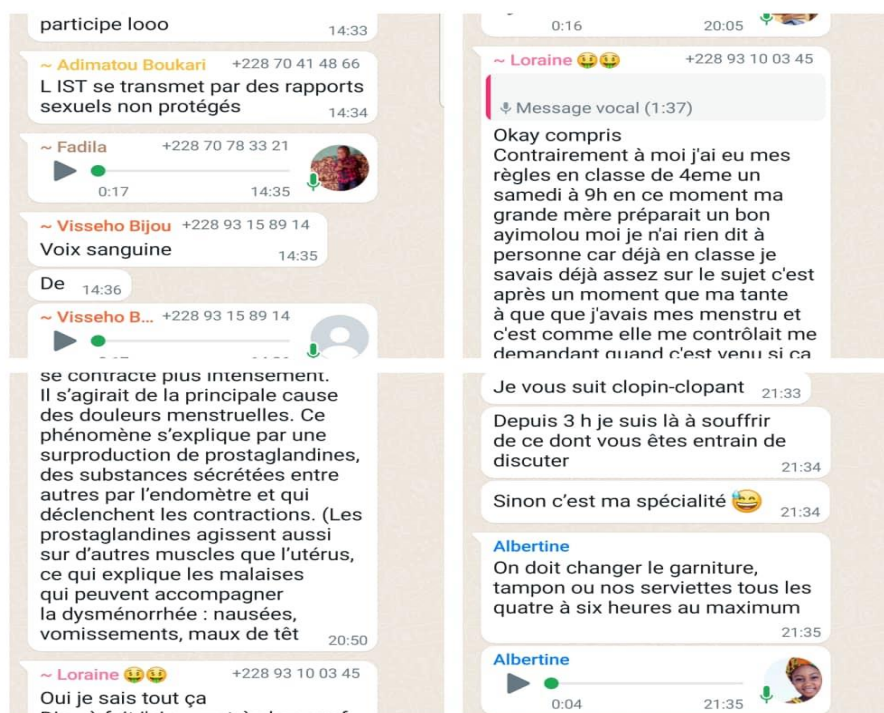 participe looo
14:33
~ Adimatou Boukari +228 70 41 48 66
L IST se transmet par des rapports
sexuels non protégés
14:34
~ Fadila +228 70 78 33 21
0:17 14:35
~ Visseho Bijou +228 93 15 89 14
Voix sanguine
14:35
De 14:36
~ Visseho B... +228 93 15 89 14
0:16 20:05
~ Loraine +228 93 10 03 45
Message vocal (1:37)
Okay compris
Contrairement à moi j'ai eu mes
règles en classe de 4eme un
samedi à 9h en ce moment ma
grande mère préparait un bon
ayimolou moi je n'ai rien dit à
personne car déjà en classe je
savais déjà assez sur le sujet c'est
après un moment que ma tante
à que que j'avais mes menstru et
c'est comme elle me contrôlait me
demandant quand c'est venu si ça
se contracte plus intensément.
Il s’agirait de la principale cause
des douleurs menstruelles. Ce
phénomène s’explique par une
surproduction de prostaglandines,
des substances sécrétées entre
autres par l’endomètre et qui
déclenchent les contractions. (Les
prostaglandines agissent aussi
sur d’autres muscles que l’utérus,
ce qui explique les malaises
qui peuvent accompagner
la dysménorrhée : nausées,
vomissements, maux de têt
20:50
~ Loraine +228 93 10 03 45
Oui je sais tout ça
Je vous suit clopin-clopant 21:33
Depuis 3 h je suis là à souffrir
de ce dont vous êtes entrain de
discuter
21:34
Sinon c’est ma spécialité
21:34
Albertine
On doit changer le garniture,
tampon ou nos serviettes tous les
quatre à six heures au maximum
21:35
Albertine
0:04 21:35